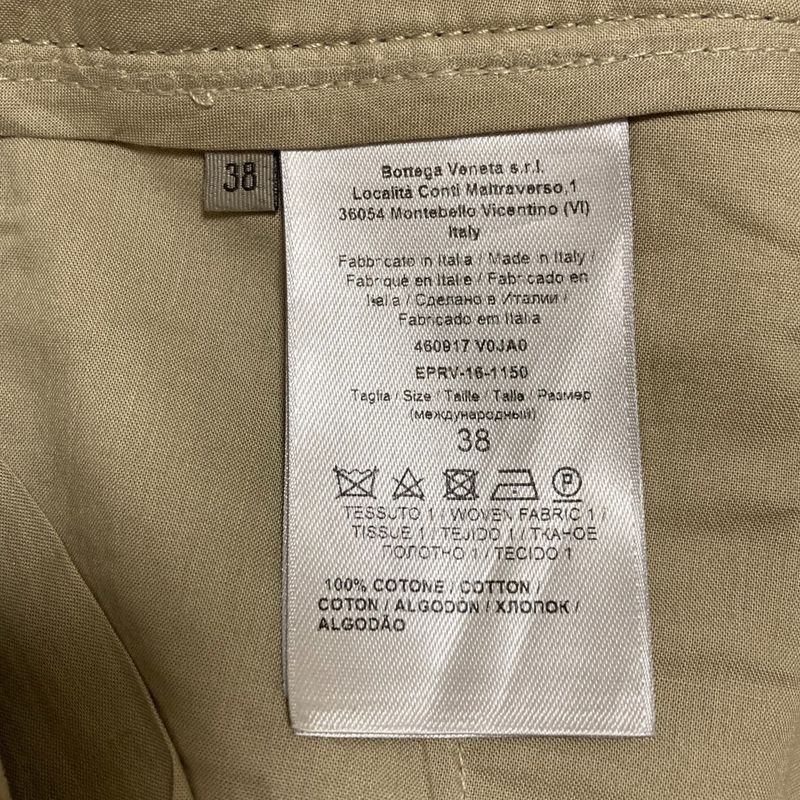 38
Bottega Veneta s.r.l.
Località Conti Maltraverso,1
36054 Montebello Vicentino (VI)
Italy
Fabbricato in Italia / Made in Italy /
Fabriqué en Italie / Fabricado en
Italia / Сделано в Италии /
Fabricado em Itália
460917 V0JA0
EPRV-16-1150
Taglia / Size / Taille / Talla / Размер
(международный)
38
P
TESSUTO 1 / WOVEN FABRIC 1 /
TISSUE 1 / TEJIDO 1 / ТКАНОЕ
ПОЛОТНО 1 / TECIDO 1
100% COTONE / COTTON /
COTON / ALGODÓN / ХЛОПОК /
ALGODÃO